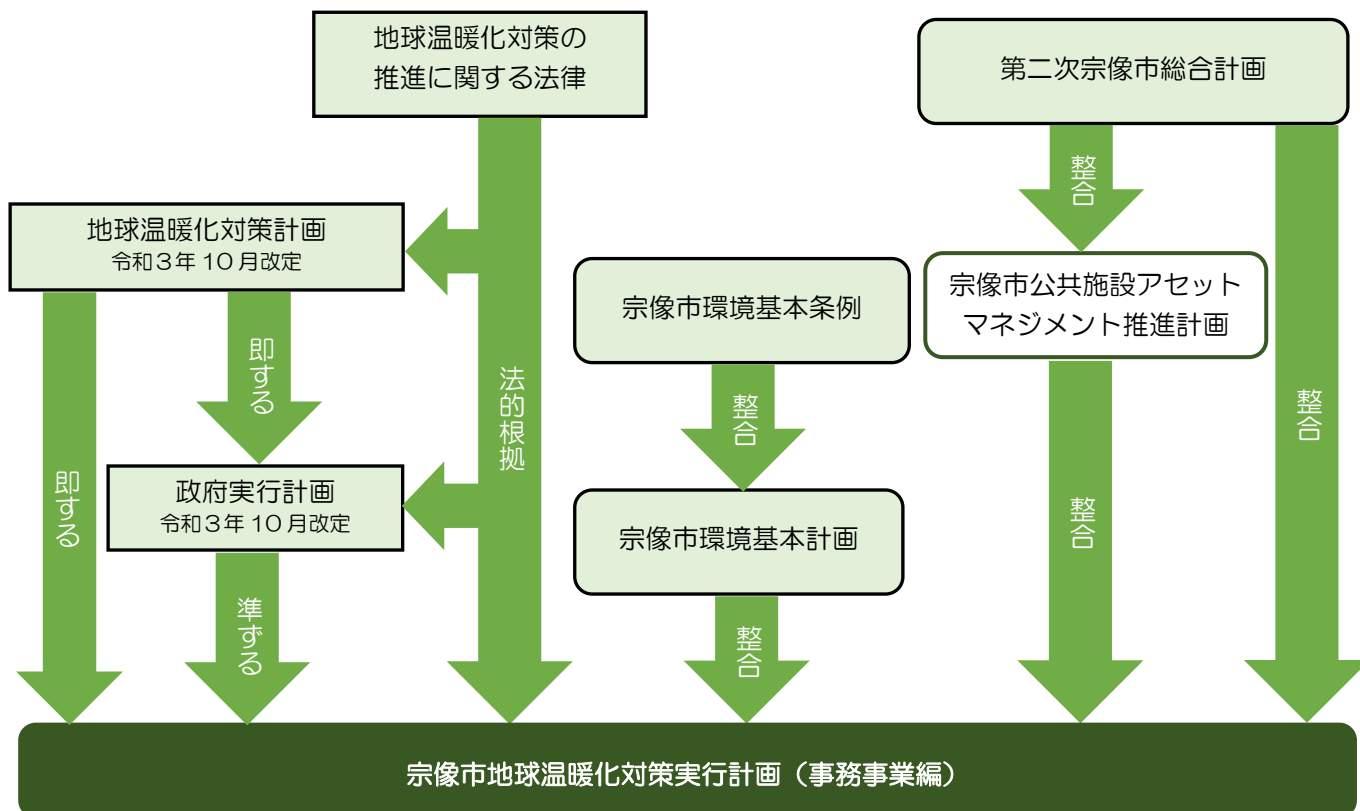 地球温暖化対策の
推進に関する法律
第二次宗像市総合計画
整合
地球温暖化対策計画
令和３年 10 月改定
宗像市環境基本条例
宗像市公共施設アセット
マネジメント推進計画
即する
法的根拠
整合
整合
即する
政府実行計画
令和３年 10 月改定
宗像市環境基本計画
整合
準ずる
整合
宗像市地球温暖化対策実行計画（事務事業編）